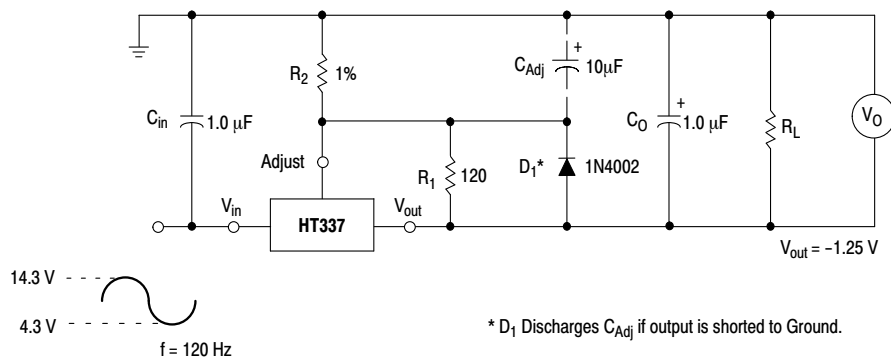 R2 1%
CAdj + 10µF
Cin 1.0 µF
CO + 1.0 µF
RL
VO
Adjust
R1 120
D1* 1N4002
Vin
HT337
Vout
Vout = –1.25 V
14.3 V
4.3 V
f = 120 Hz
* D1 Discharges CAdj if output is shorted to Ground.